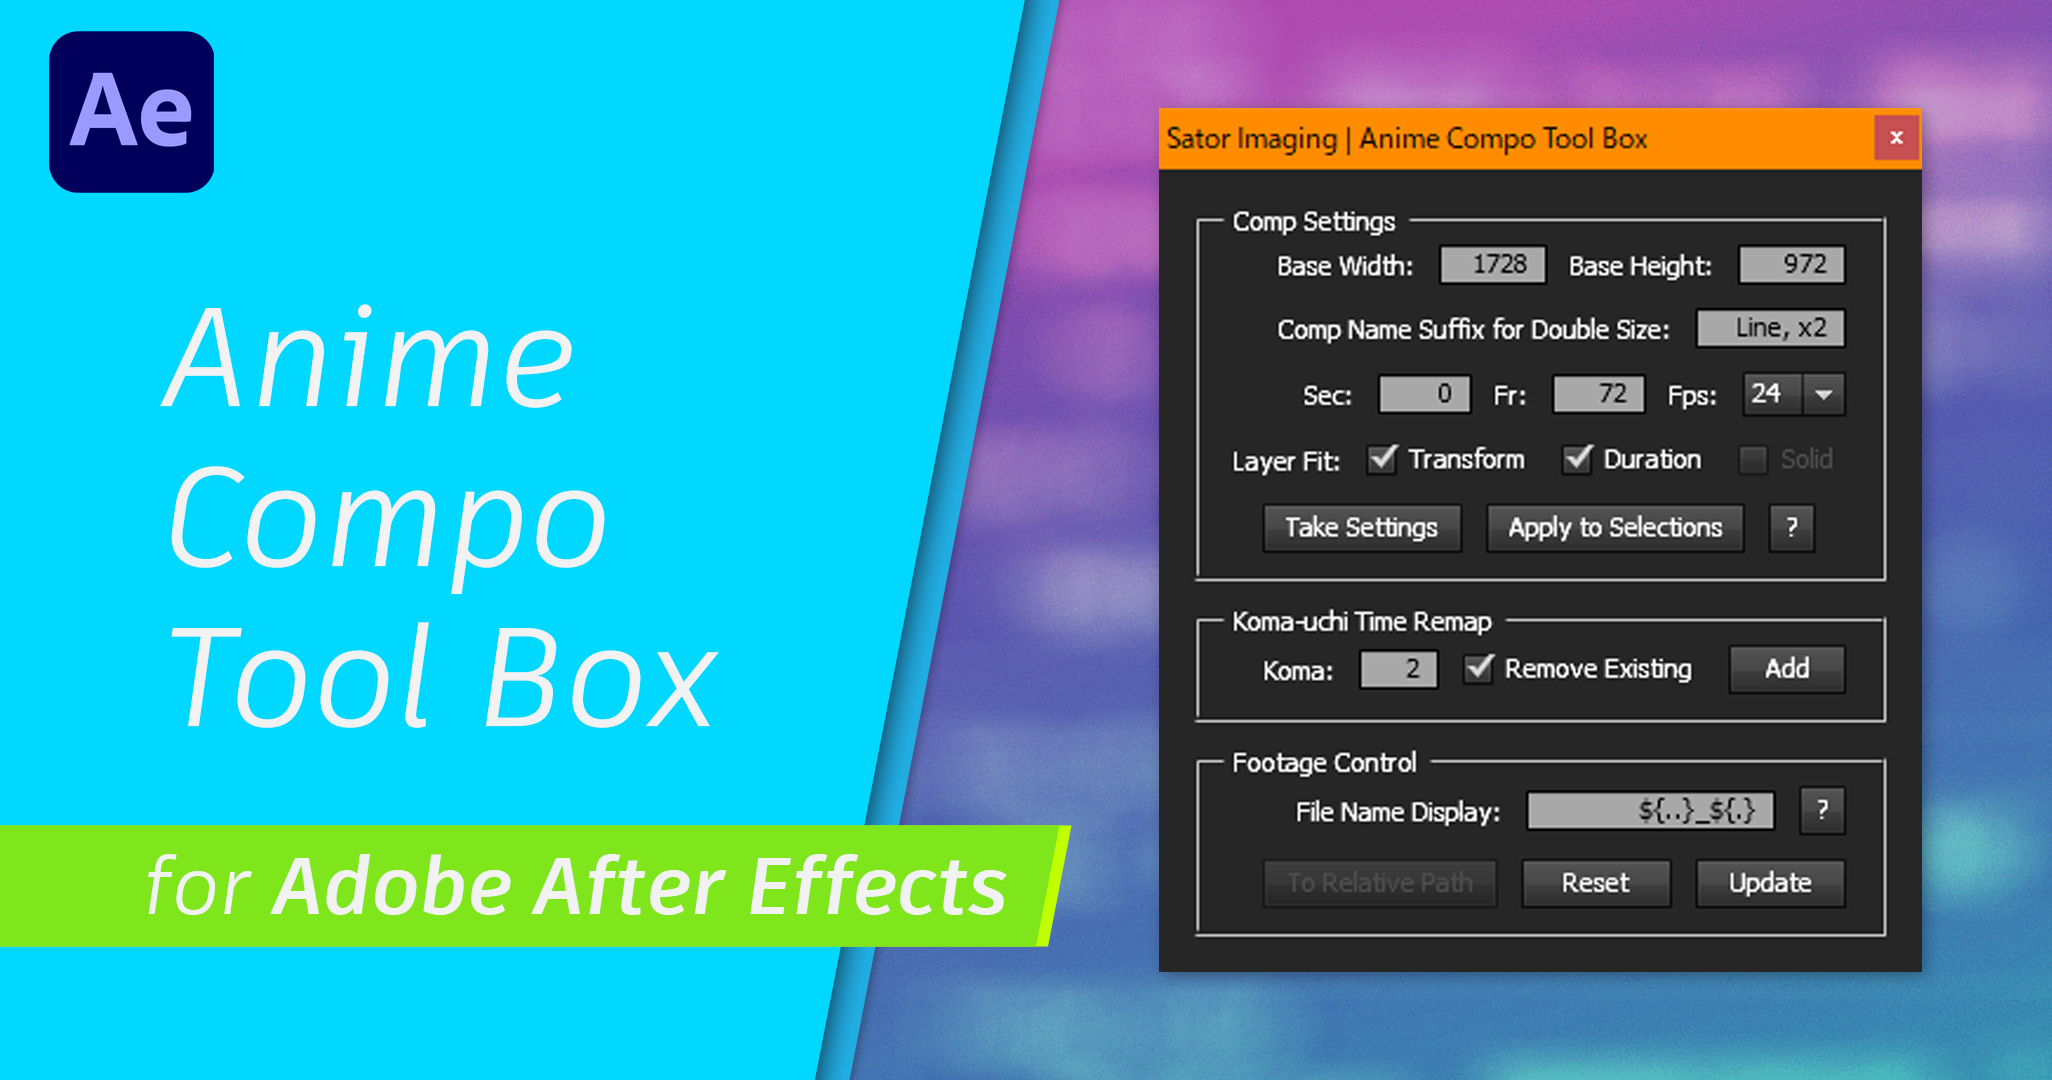 Ae
Anime
Compo
Tool Box
for Adobe After Effects
Sator Imaging | Anime Compo Tool Box x
Comp Settings
Base Width: 1728 Base Height: 972
Comp Name Suffix for Double Size: Line, x2
Sec: 0 Fr: 72 Fps: 24
Layer Fit: Transform Duration Solid
Take Settings Apply to Selections ?
Koma-uchi Time Remap
Koma: 2 Remove Existing Add
Footage Control
File Name Display: ${..}_${.} ?
To Relative Path Reset Update